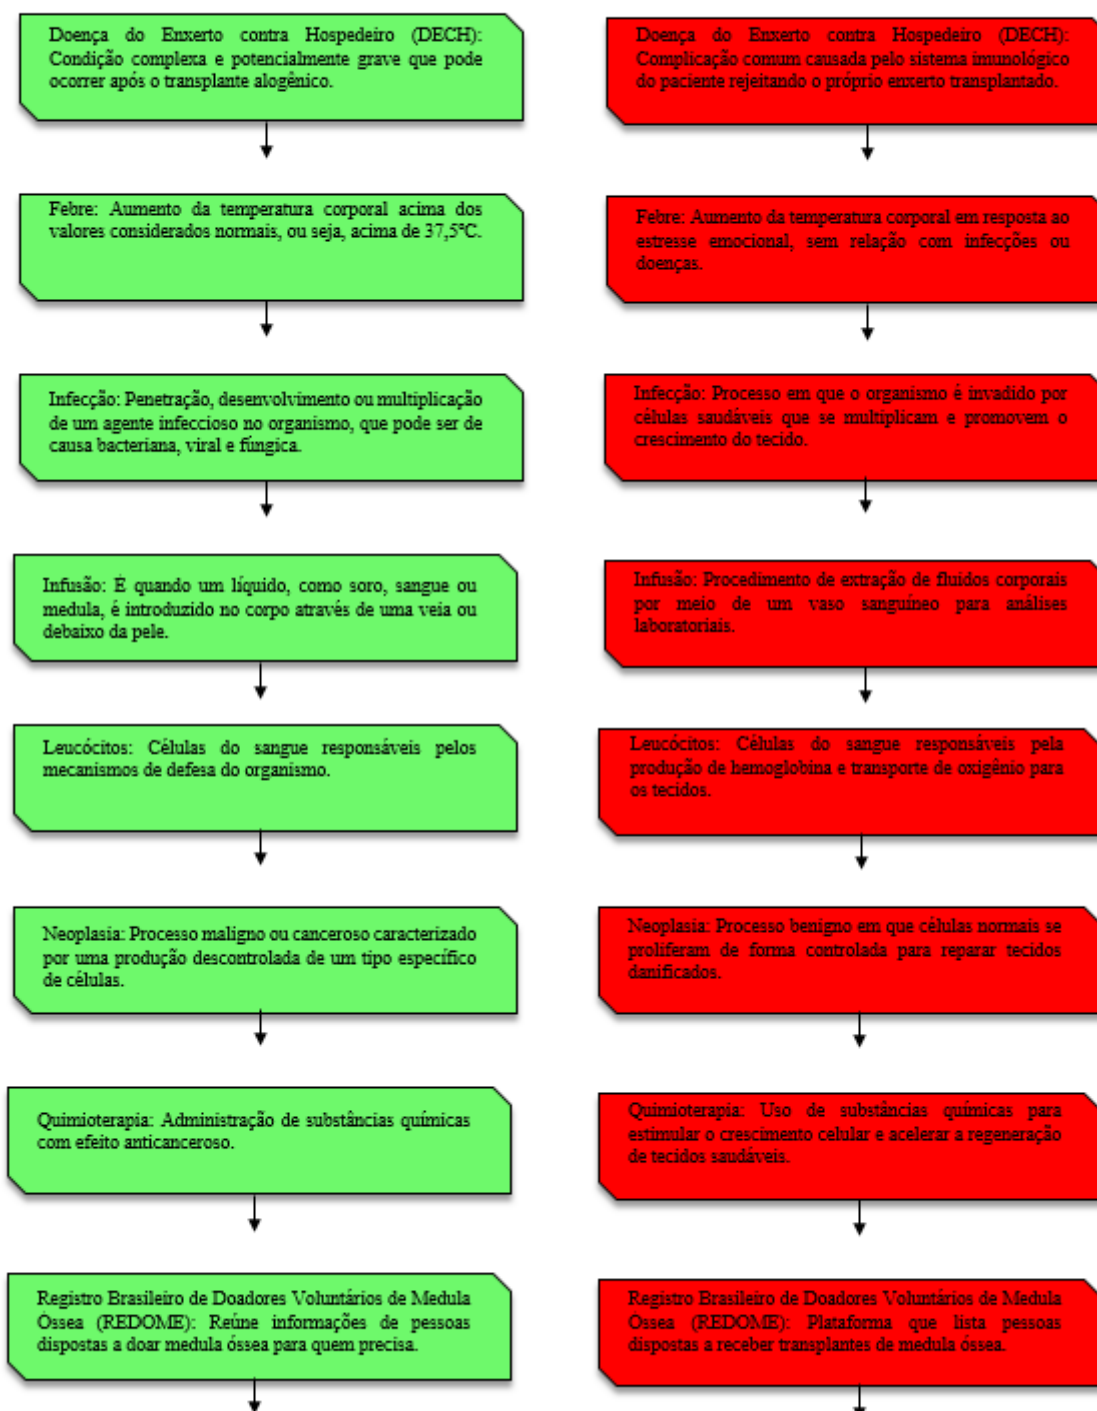 Doença do Enxerto contra Hospedeiro (DECH):
Condição complexa e potencialmente grave que pode
ocorrer após o transplante alogênico.
Doença do Enxerto contra Hospedeiro (DECH):
Complicação comum causada pelo sistema imunológico
do paciente rejeitando o próprio enxerto transplantado.
Febre: Aumento da temperatura corporal acima dos
valores considerados normais, ou seja, acima de 37,5ºC.
Febre: Aumento da temperatura corporal em resposta ao
estresse emocional, sem relação com infecções ou
doenças.
Infecção: Penetração, desenvolvimento ou multiplicação
de um agente infeccioso no organismo, que pode ser de
causa bacteriana, viral e fúngica.
Infecção: Processo em que o organismo é invadido por
células saudáveis que se multiplicam e promovem o
crescimento do tecido.
Infusão: É quando um líquido, como soro, sangue ou
medula, é introduzido no corpo através de uma veia ou
debaixo da pele.
Infusão: Procedimento de extração de fluidos corporais
por meio de um vaso sanguíneo para análises
laboratoriais.
Leucócitos: Células do sangue responsáveis pelos
mecanismos de defesa do organismo.
Leucócitos: Células do sangue responsáveis pela
produção de hemoglobina e transporte de oxigênio para
os tecidos.
Neoplasia: Processo maligno ou canceroso caracterizado
por uma produção descontrolada de um tipo específico
de células.
Neoplasia: Processo benigno em que células normais se
proliferam de forma controlada para reparar tecidos
danificados.
Quimioterapia: Administração de substâncias químicas
com efeito anticanceroso.
Quimioterapia: Uso de substâncias químicas para
estimular o crescimento celular e acelerar a regeneração
de tecidos saudáveis.
Registro Brasileiro de Doadores Voluntários de Medula
Óssea (REDOME): Reúne informações de pessoas
dispostas a doar medula óssea para quem precisa.
Registro Brasileiro de Doadores Voluntários de Medula
Óssea (REDOME): Plataforma que lista pessoas
dispostas a receber transplantes de medula óssea.